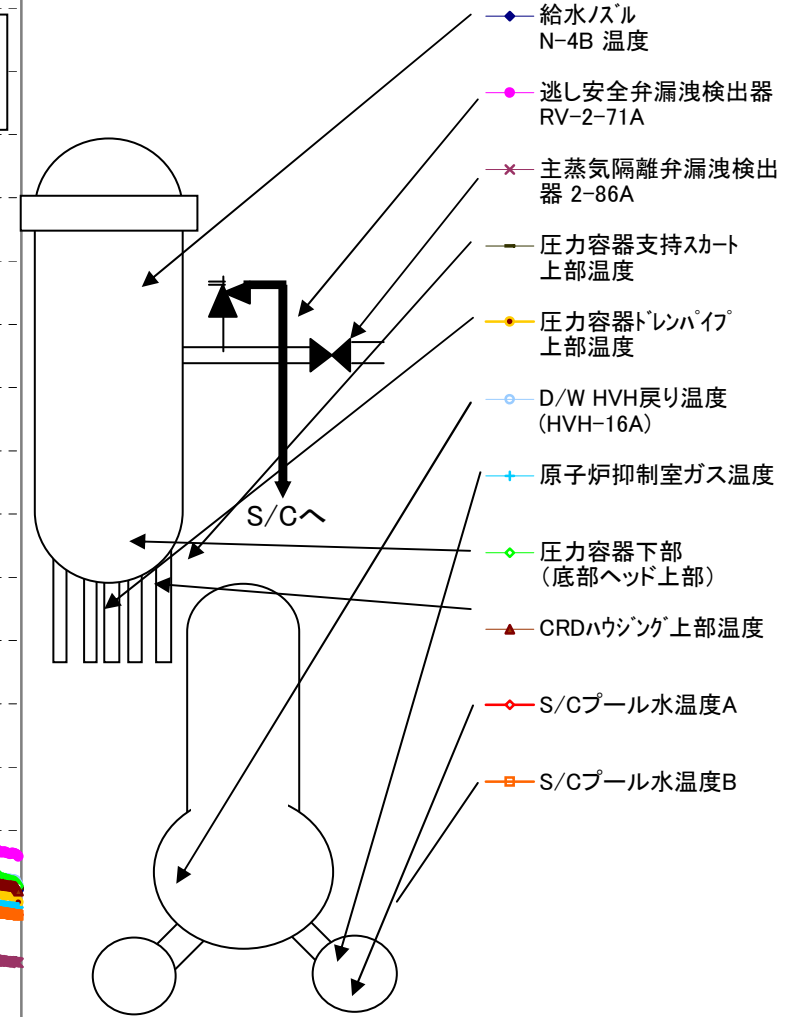 給水ノズル
N-4B 温度
逃し安全弁漏洩検出器
RV-2-71A
主蒸気隔離弁漏洩検出
器 2-86A
圧力容器支持スカート
上部温度
圧力容器ドレンパイプ
上部温度
D/W HVH戻り温度
(HVH-16A)
原子炉抑制室ガス温度
S/Cへ
圧力容器下部
(底部ヘッド上部)
CRDハウジング上部温度
S/Cプール水温度A
S/Cプール水温度B